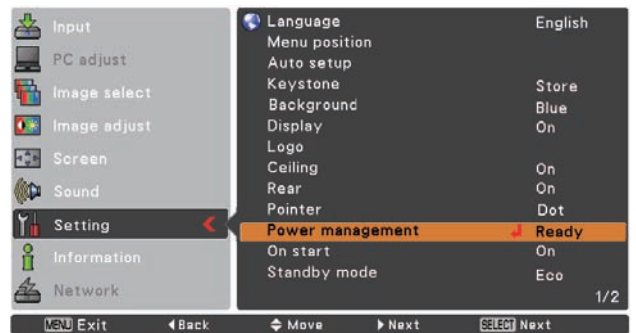 Input
PC adjust
Image select
Image adjust
Screen
Sound
Setting
Information
Network
Language English
Menu position
Auto setup
Keystone Store
Background Blue
Display On
Logo
Ceiling On
Rear On
Pointer Dot
Power management Ready
On start On
Standby mode Eco
1/2
MENU Exit Back Move Next SELECT Next